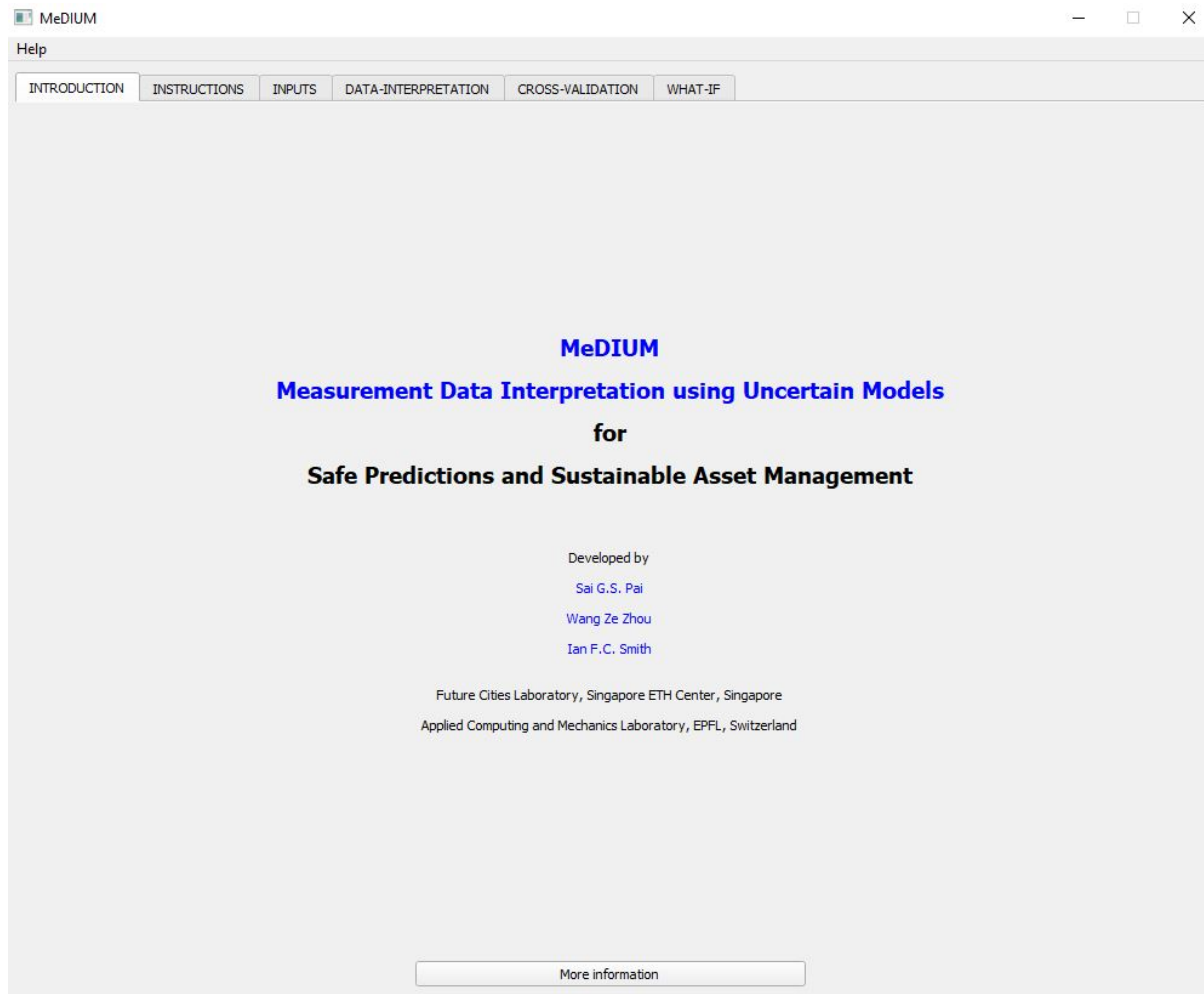 MeDIUM
Help
INTRODUCTION INSTRUCTIONS INPUTS DATA-INTERPRETATION CROSS-VALIDATION WHAT-IF
MeDIUM
Measurement Data Interpretation using Uncertain Models
for
Safe Predictions and Sustainable Asset Management
Developed by
Sai G.S. Pai
Wang Ze Zhou
Ian F.C. Smith
Future Cities Laboratory, Singapore ETH Center, Singapore
Applied Computing and Mechanics Laboratory, EPFL, Switzerland
More information